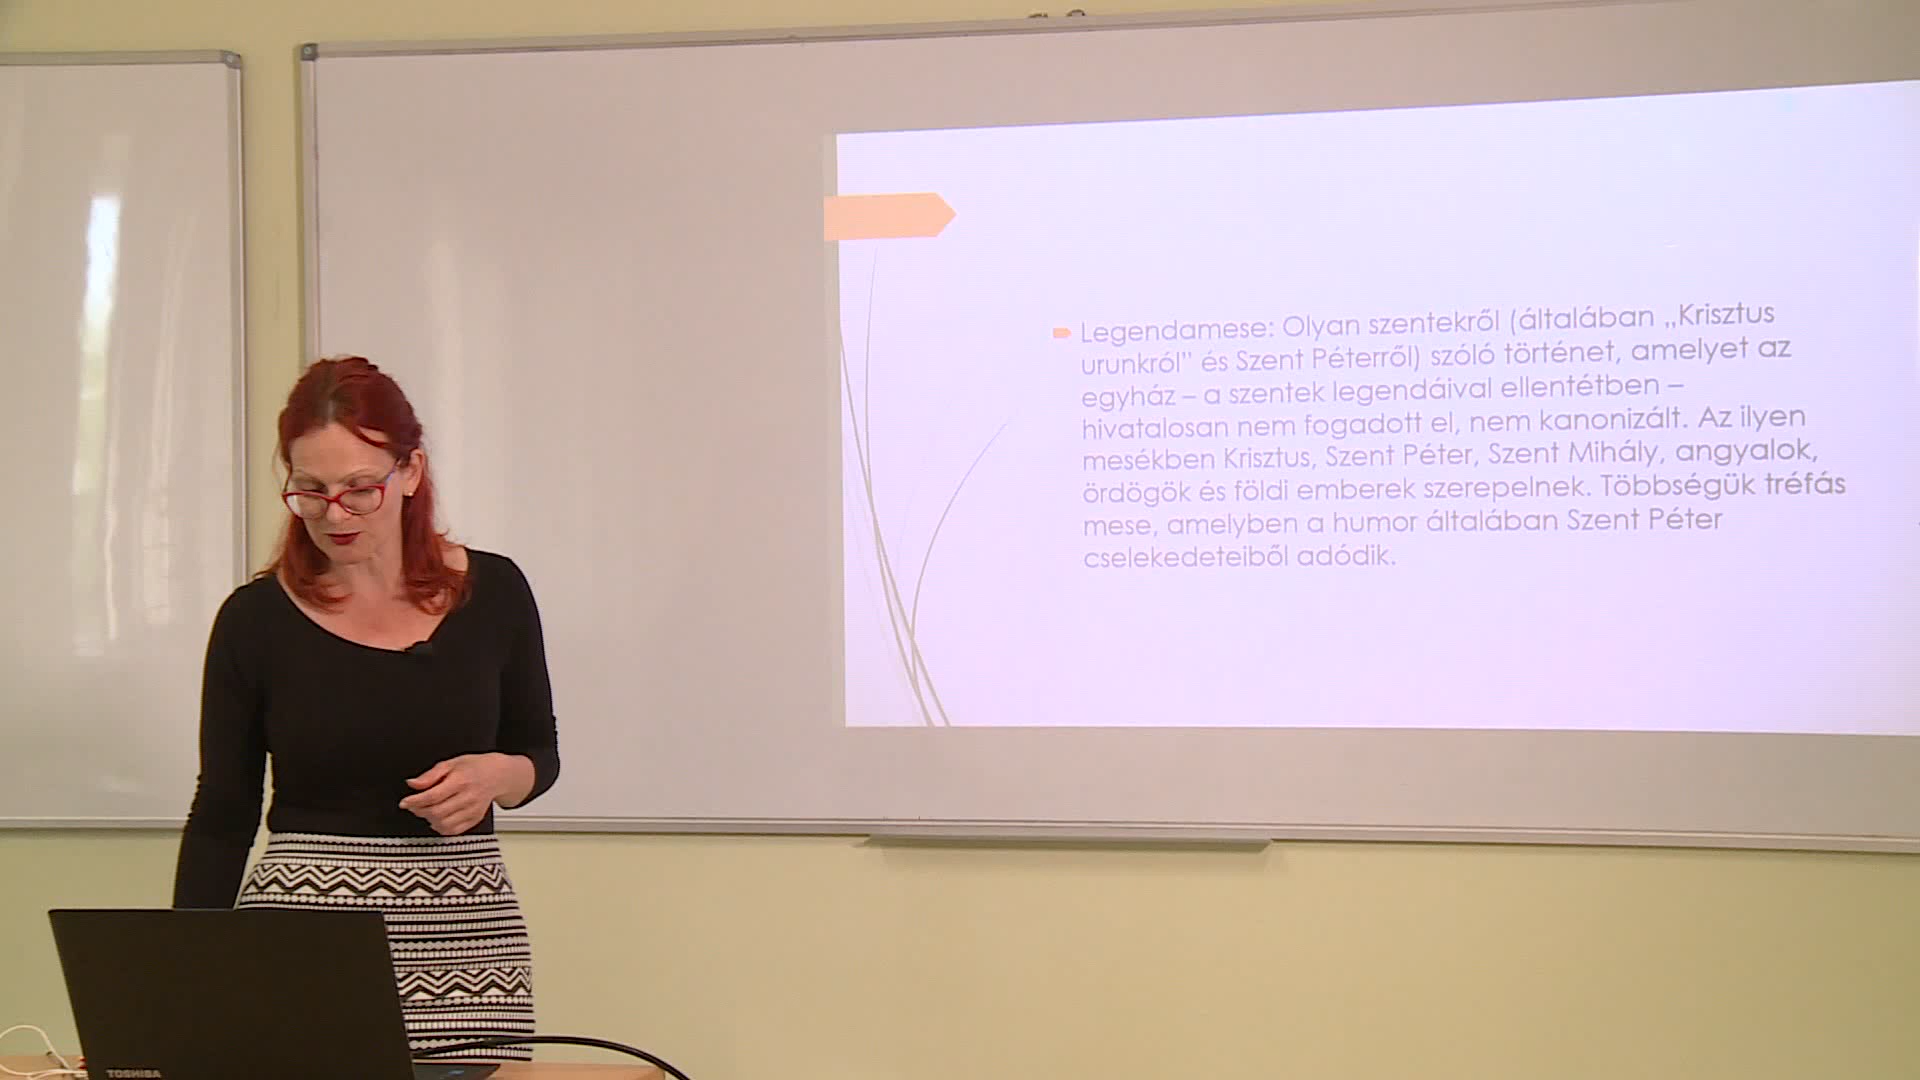 Legendamese: Olyan szentekről (általában „Krisztus
urunkról" és Szent Péterről) szóló történet, amelyet az
egyház – a szentek legendáival ellentétben –
hivatalosan nem fogadott el, nem kanonizált. Az ilyen
mesékben Krisztus, Szent Péter, Szent Mihály, angyalok,
ördögök és földi emberek szerepelnek. Többségük tréfás
mese, amelyben a humor általában Szent Péter
cselekedeteiből adódik.
TOSHIBA